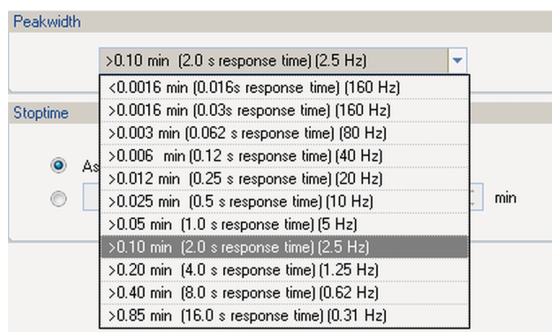 Peakwidth
>0.10 min (2.0 s response time) (2.5 Hz)
<0.0016 min (0.016s response time) (160 Hz)
>0.0016 min (0.03s response time) (160 Hz)
>0.003 min (0.062 s response time) (80 Hz)
Stoptime
>0.006 min (0.12 s response time) (40 Hz)
As
>0.012 min (0.25 s response time) (20 Hz)
>0.025 min (0.5 s response time) (10 Hz)
min
>0.05 min (1.0 s response time) (5 Hz)
>0.10 min (2.0 s response time) (2.5 Hz)
>0.20 min (4.0 s response time) (1.25 Hz)
>0.40 min (8.0 s response time) (0.62 Hz)
>0.85 min (16.0 s response time) (0.31 Hz)